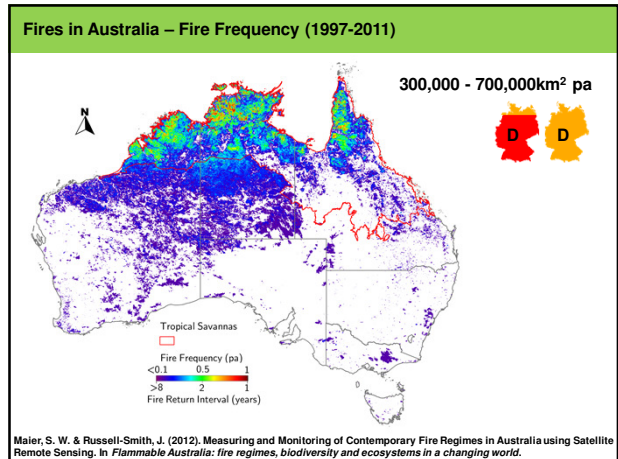 Fires in Australia – Fire Frequency (1997-2011)
300,000 - 700,000km² pa
N
D D
Tropical Savannas
Fire Frequency (pa)
<0.1 0.5 1
>8 2 1
Fire Return Interval (years)
Maier, S. W. & Russell-Smith, J. (2012). Measuring and Monitoring of Contemporary Fire Regimes in Australia using Satellite
Remote Sensing. In Flammable Australia: fire regimes, biodiversity and ecosystems in a changing world.